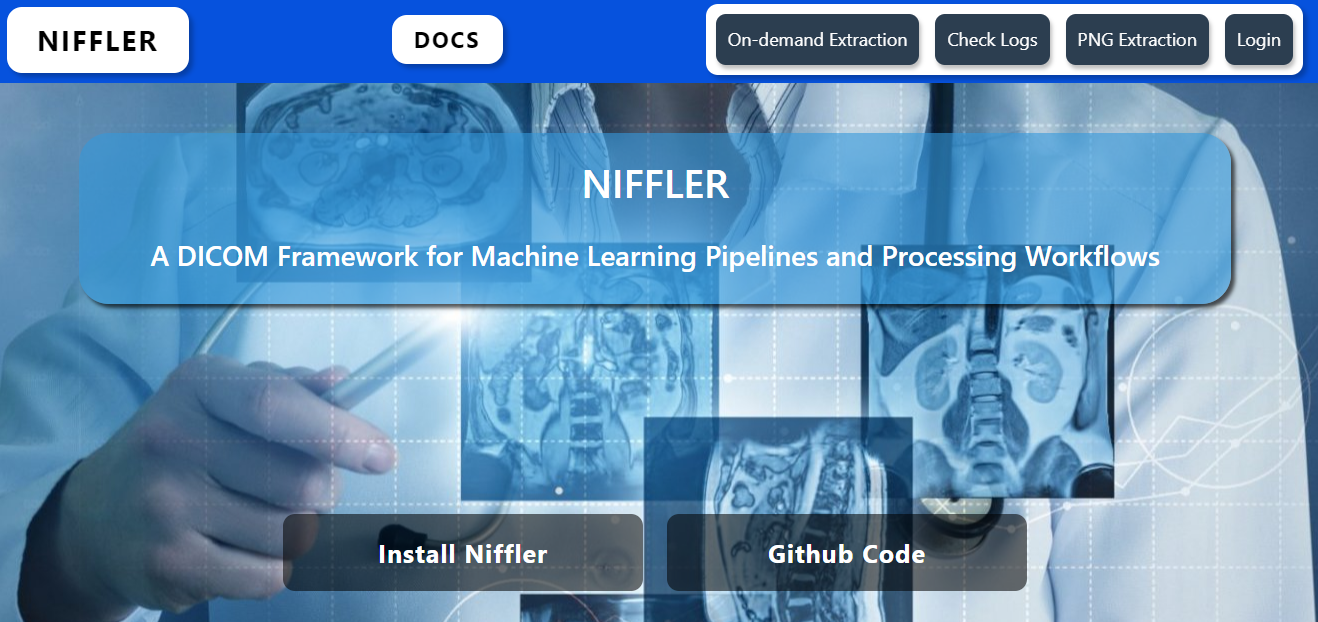 NIFFLER
DOCS
On-demand Extraction
Check Logs
PNG Extraction
Login
NIFFLER
A DICOM Framework for Machine Learning Pipelines and Processing Workflows
Install Niffler
Github Code